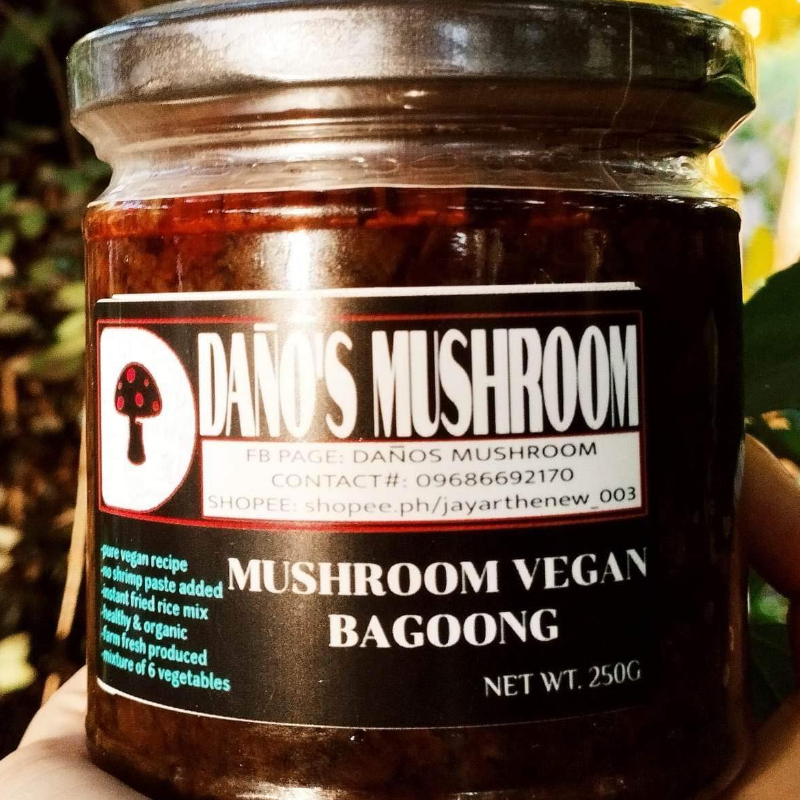 DAÑO'S MUSHROOM
FB PAGE: DAÑOS MUSHROOM
CONTACT#: 09686692170
SHOPEE: shopee.ph/jayarthenew_003
-pure vegan recipe
-no shrimp paste added
-instant fried rice mix
-healthy & organic
-farm fresh produced
-mixture of 6 vegetables
MUSHROOM VEGAN
BAGOONG
NET WT. 250G